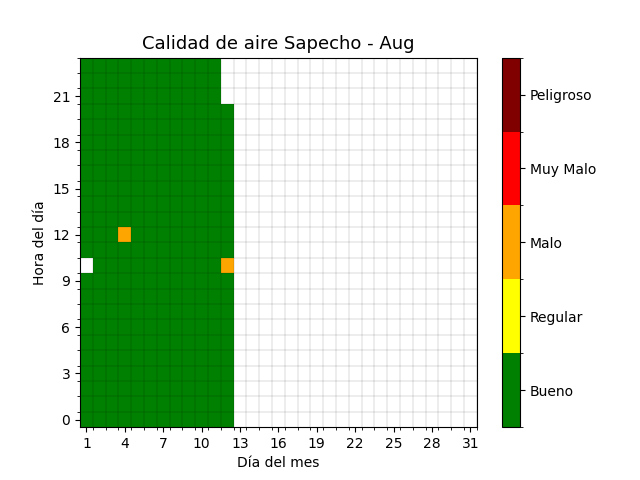 Calidad de aire Sapecho - Aug
Hora del día
21
18
15
12
9
6
3
0
1 4 7 10 13 16 19 22 25 28 31
Día del mes
Peligroso
Muy Malo
Malo
Regular
Bueno